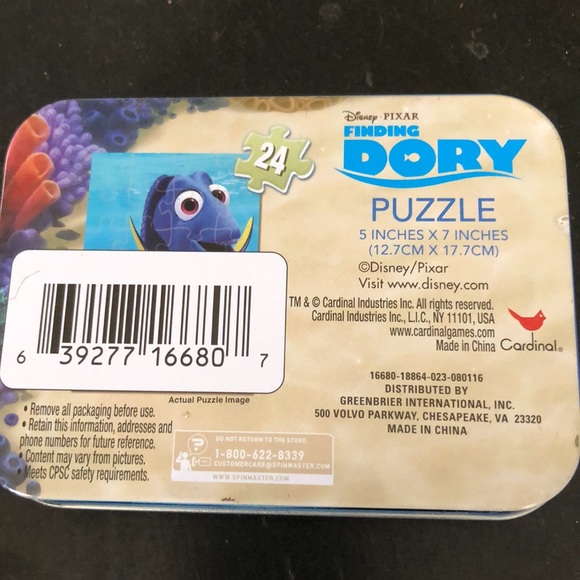 Disney · PIXAR
FINDING
DORY
24
PUZZLE
5 INCHES X 7 INCHES
(12.7CM X 17.7CM)
©Disney/Pixar
Visit www.disney.com
TM & © Cardinal Industries Inc. All rights reserved.
Cardinal Industries Inc., L.I.C., NY 11101, USA
www.cardinalgames.com
Made in China
Cardinal®
6 39277 16680 7
Actual Puzzle Image
16680-18864-023-080116
DISTRIBUTED BY
GREENBRIER INTERNATIONAL, INC.
500 VOLVO PARKWAY, CHESAPEAKE, VA 23320
MADE IN CHINA
• Remove all packaging before use.
• Retain this information, addresses and
phone numbers for future reference.
• Content may vary from pictures.
• Meets CPSC safety requirements.
DO NOT RETURN TO THE STORE.
1-800-622-8339
CUSTOMERCARE@SPINMASTER.COM
WWW.SPINMASTER.COM